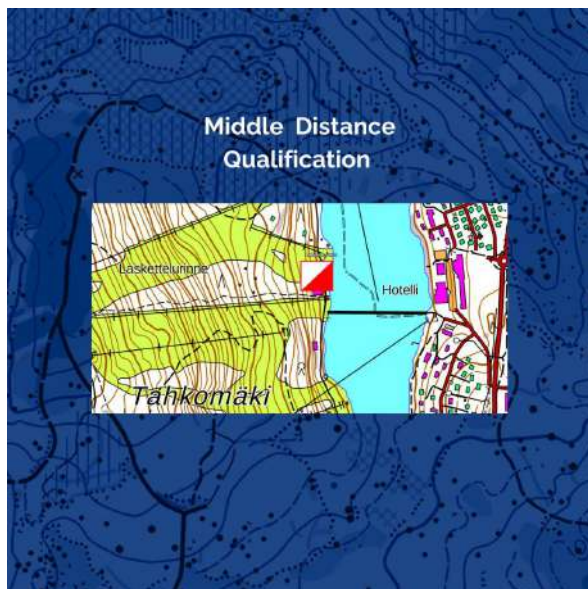 Middle Distance
Qualification
Laskettelurinne
Hotelli
Tahkomäki